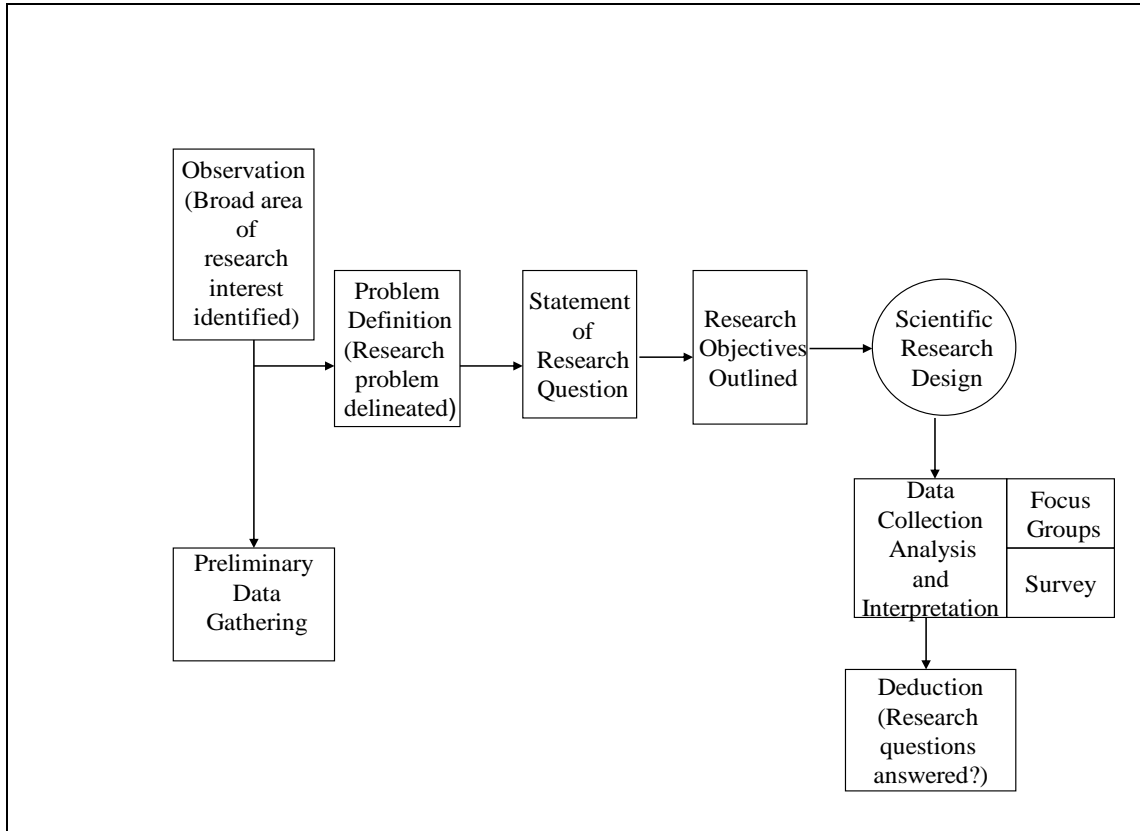 Observation
(Broad area
of
research
interest
identified)
Problem
Definition
(Research
problem
delineated)
Statement
of
Research
Question
Research
Objectives
Outlined
Scientific
Research
Design
Preliminary
Data
Gathering
Data
Collection
Analysis
and
Interpretation
Focus
Groups
Survey
Deduction
(Research
questions
answered?)